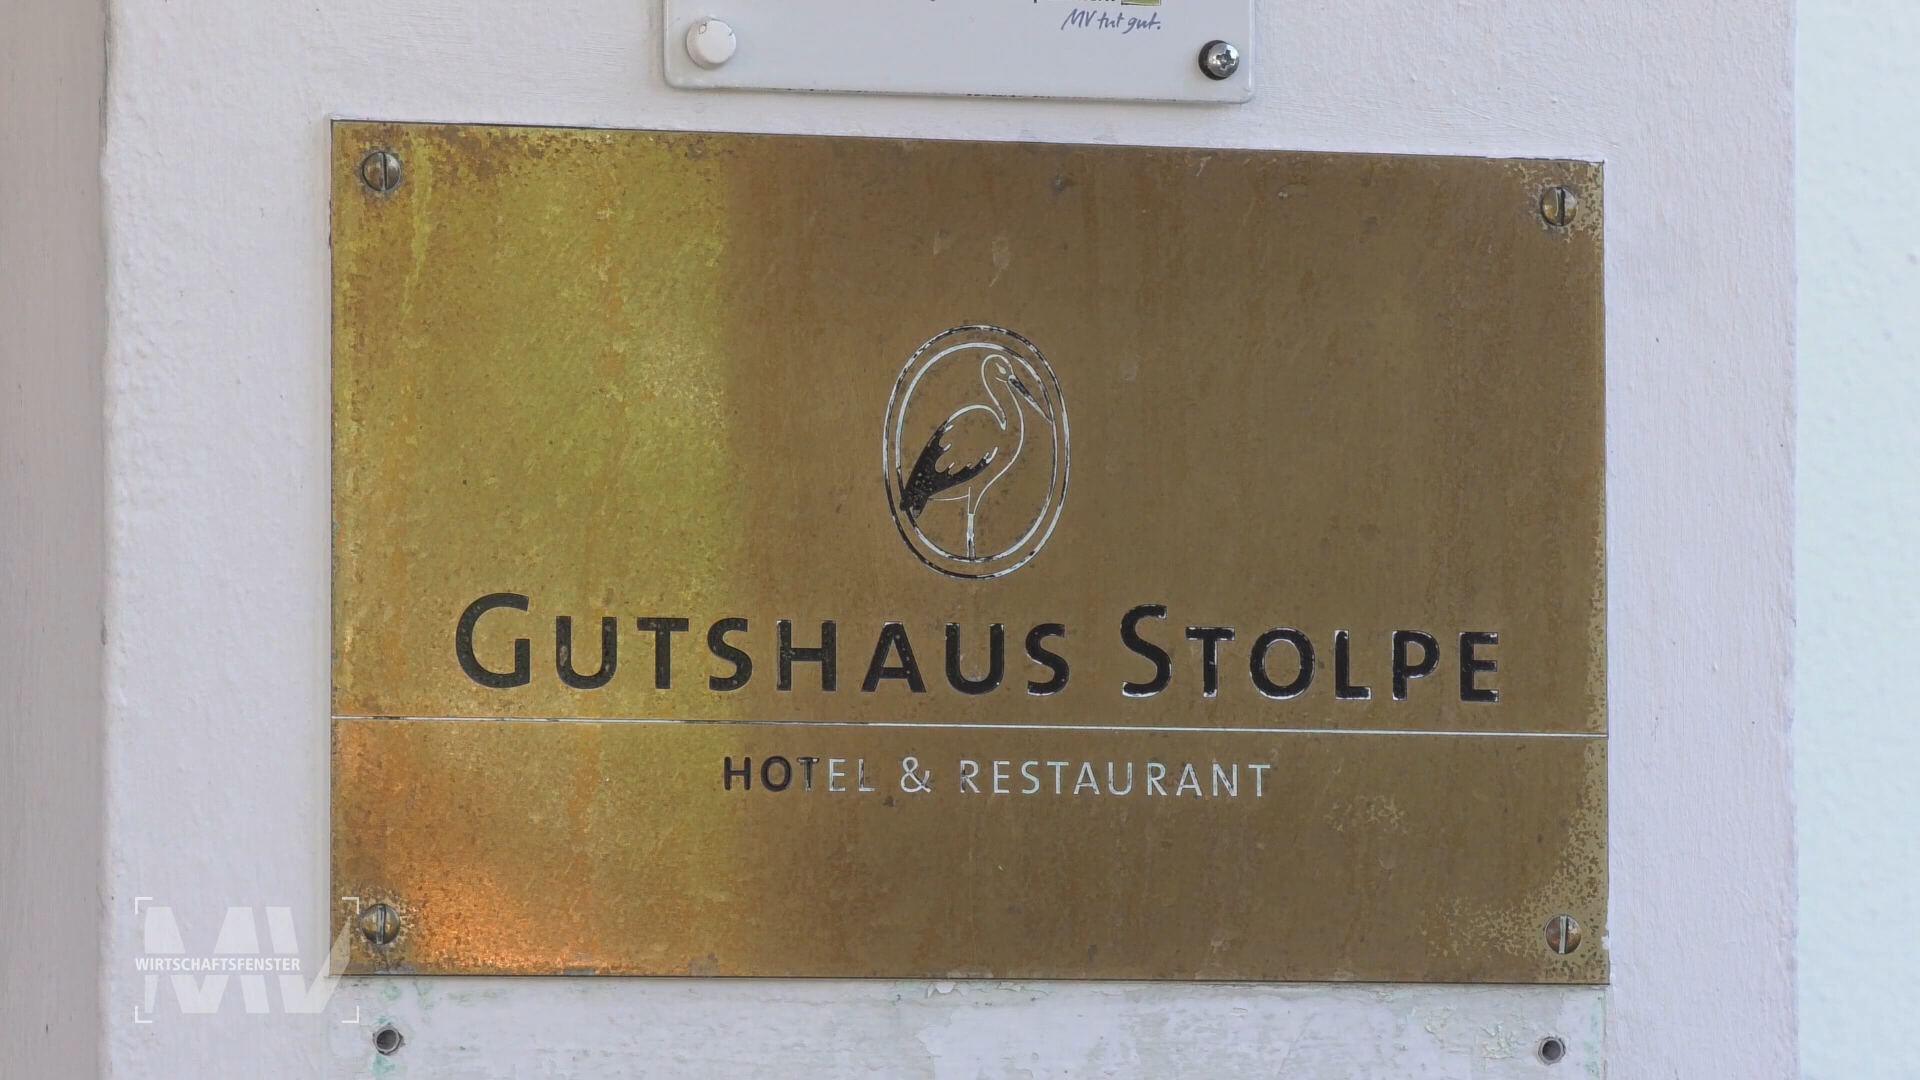 MV tut gut.
GUTSHAUS STOLPE
HOTEL & RESTAURANT
MV
WIRTSCHAFTSFENSTER